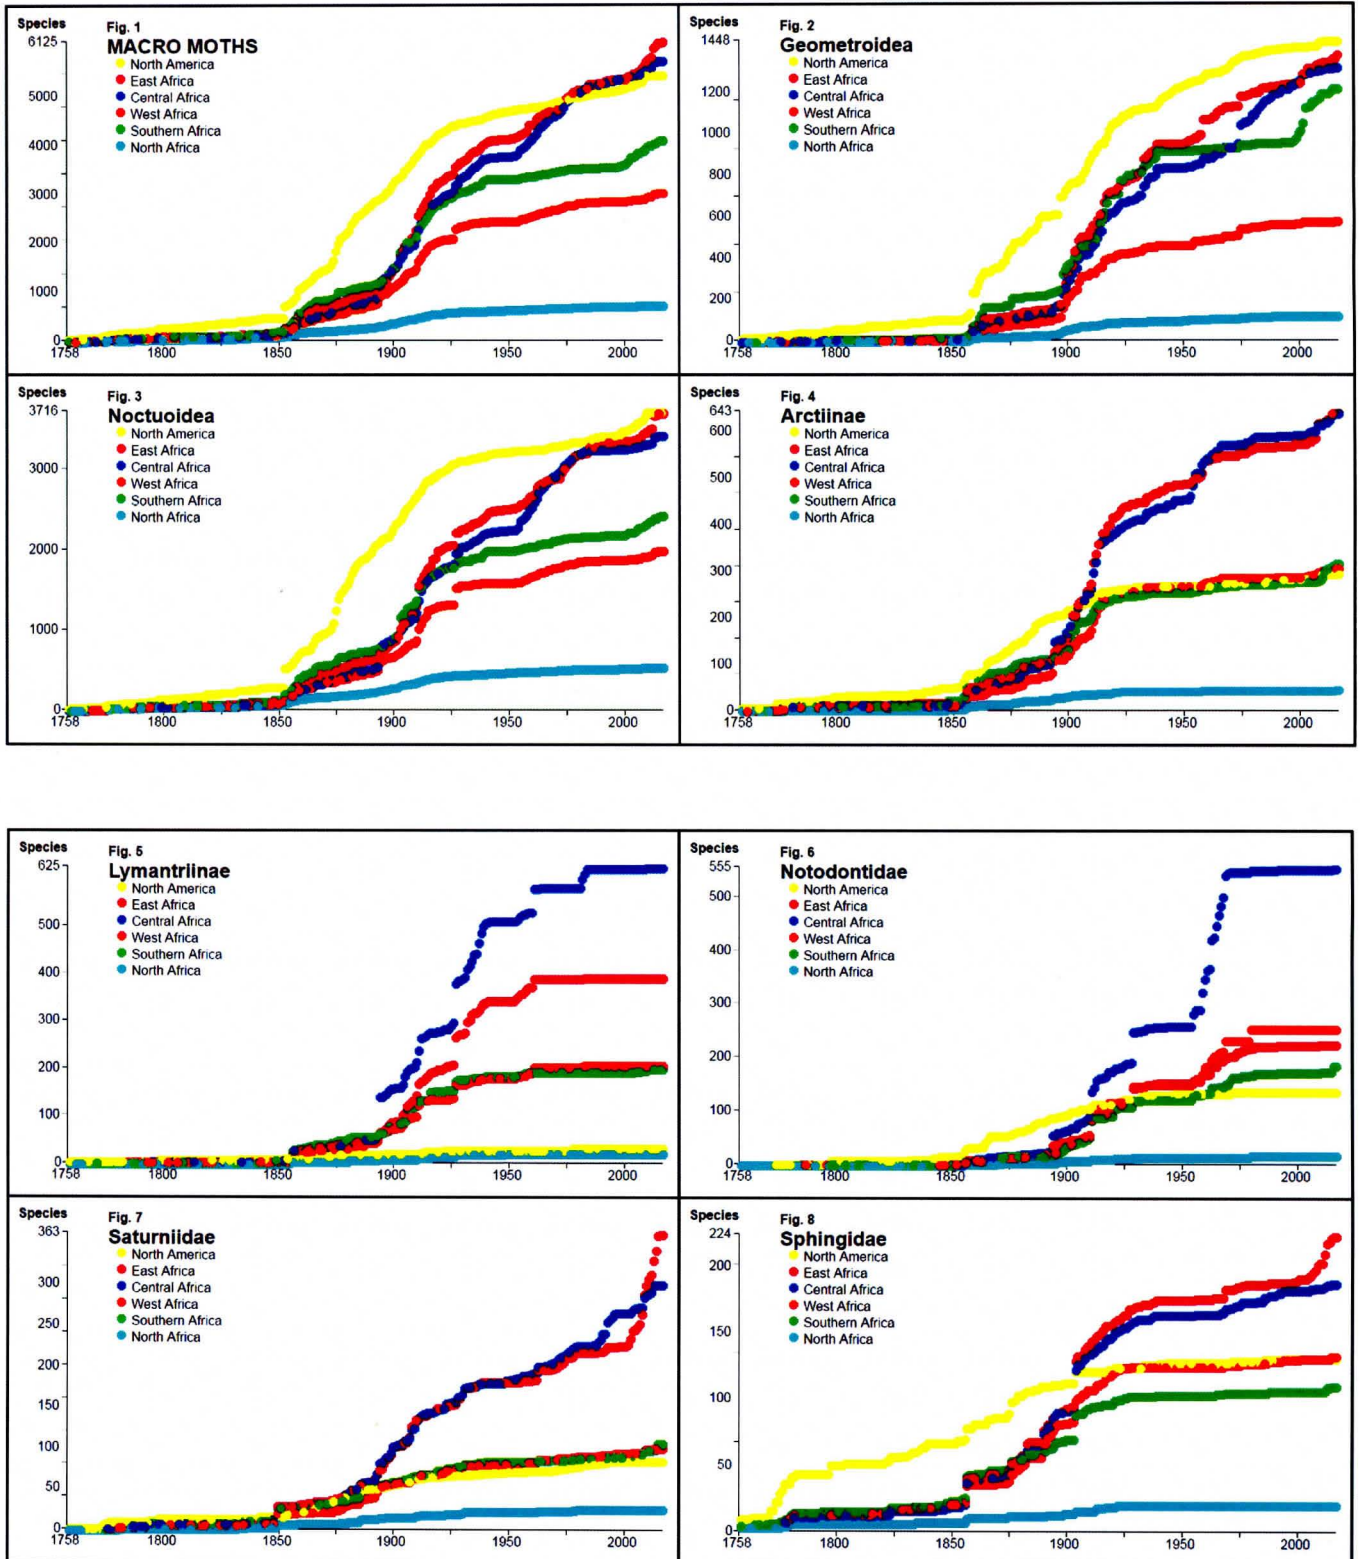 Species
Fig. 1
6125
MACRO MOTHS
North America
East Africa
5000
Central Africa
West Africa
4000
Southern Africa
North Africa
3000
2000
1000
0
1758 1800 1850 1900 1950 2000
Species
Fig. 2
1448
Geometroidea
North America
East Africa
1200
Central Africa
West Africa
1000
Southern Africa
North Africa
800
600
400
200
0
1758 1800 1850 1900 1950 2000
Species
Fig. 3
3716
Noctuoidea
North America
East Africa
3000
Central Africa
West Africa
Southern Africa
North Africa
2000
1000
0
1758 1800 1850 1900 1950 2000
Species
Fig. 4
643
Arctiinae
600
North America
East Africa
Central Africa
500
West Africa
Southern Africa
400
North Africa
300
200
100
0
1758 1800 1850 1900 1950 2000
Species
Fig. 5
625
Lymantriinae
North America
East Africa
500
Central Africa
West Africa
Southern Africa
400
North Africa
300
200
100
0
1758 1800 1850 1900 1950 2000
Species
Fig. 6
555
Notodontidae
North America
500
East Africa
Central Africa
West Africa
400
Southern Africa
North Africa
300
200
100
0
1758 1800 1850 1900 1950 2000
Species
Fig. 7
363
Saturniidae
North America
East Africa
300
Central Africa
West Africa
250
Southern Africa
North Africa
200
150
100
50
0
1758 1800 1850 1900 1950 2000
Species
Fig. 8
224
Sphingidae
North America
200
East Africa
Central Africa
West Africa
150
Southern Africa
North Africa
100
50
0
1758 1800 1850 1900 1950 2000